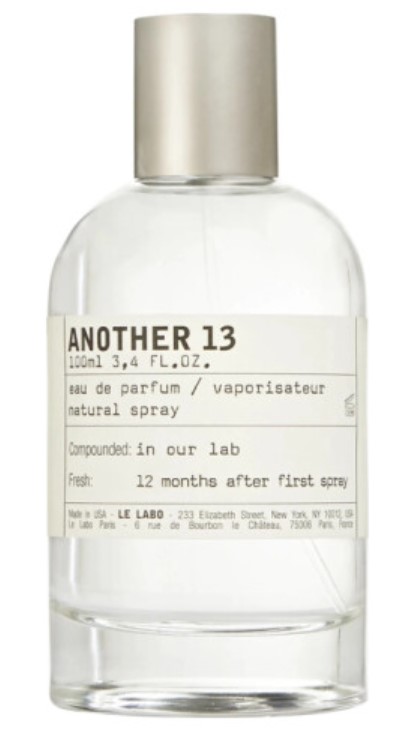 ANOTHER 13
100ml 3,4 FL.OZ.
eau de parfum / vaporisateur
natural spray
Compounded: in our lab
Fresh: 12 months after first spray
Made in USA - LE LABO - 233 Elizabeth Street, New York, NY 10012, USA
Le Labo Paris - 6 rue de Bourbon le Château, 75006 Paris, France